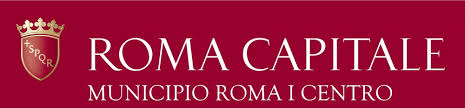 SPQR
ROMA CAPITALE
MUNICIPIO ROMA I CENTRO